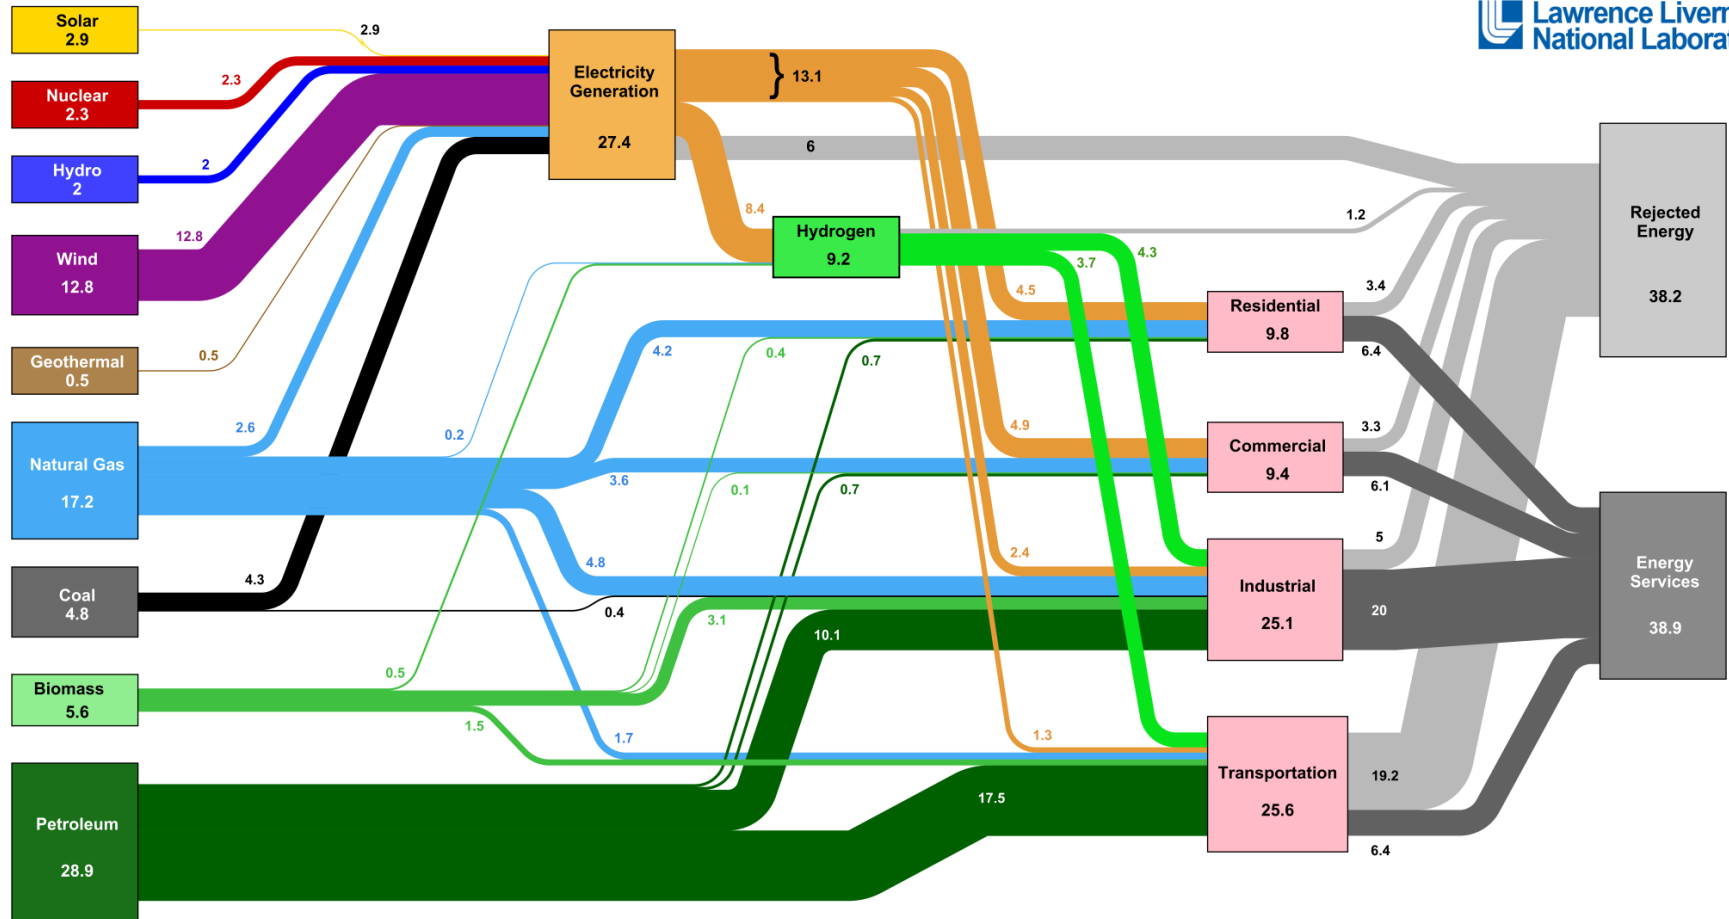 Solar
2.9
Nuclear
2.3
Hydro
2
Wind
12.8
Geothermal
0.5
Natural Gas
17.2
Coal
4.8
Biomass
5.6
Petroleum
28.9
2.9
2.3
2
12.8
0.5
2.6
4.3
0.2
0.5
1.5
Electricity
Generation
27.4
} 13.1
6
8.4
Hydrogen
9.2
1.2
4.3
3.7
4.2
0.4
0.7
3.6
0.1
0.7
4.8
0.4
3.1
10.1
1.7
17.5
4.5
4.9
2.4
1.3
Residential
9.8
Commercial
9.4
Industrial
25.1
Transportation
25.6
3.4
6.4
3.3
6.1
5
20
19.2
6.4
Lawrence
National
Rejected
Energy
38.2
Energy
Services
38.9